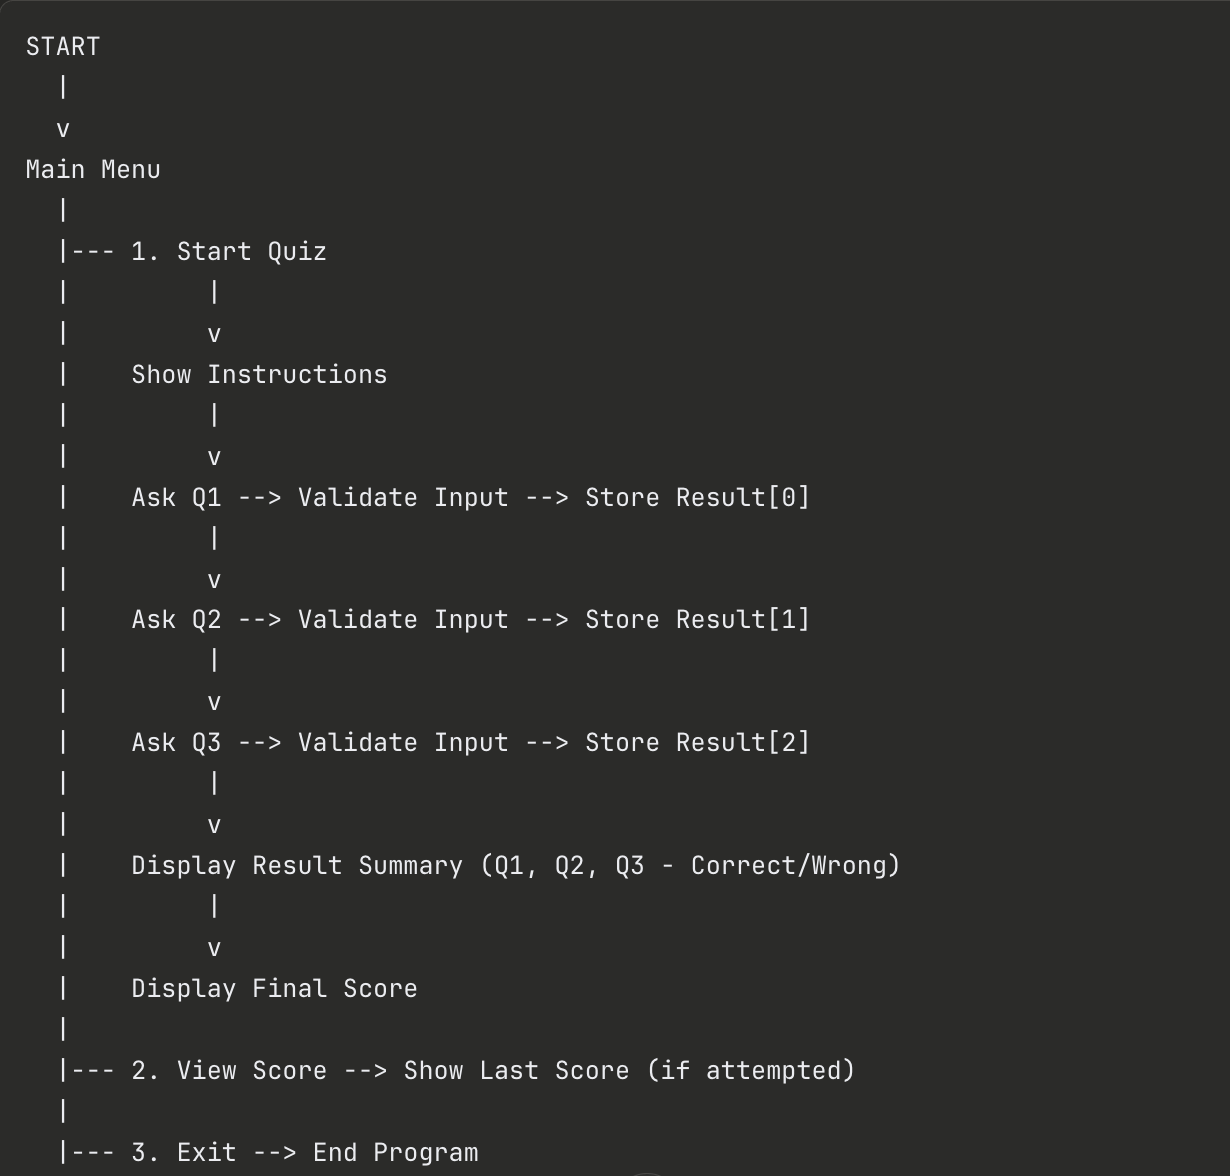 START
  |
  v
Main Menu
  |
  |--- 1. Start Quiz
  |         |
  |         v
  |    Show Instructions
  |         |
  |         v
  |    Ask Q1 --> Validate Input --> Store Result[0]
  |         |
  |         v
  |    Ask Q2 --> Validate Input --> Store Result[1]
  |         |
  |         v
  |    Ask Q3 --> Validate Input --> Store Result[2]
  |         |
  |         v
  |    Display Result Summary (Q1, Q2, Q3 - Correct/Wrong)
  |         |
  |         v
  |    Display Final Score
  |
  |--- 2. View Score --> Show Last Score (if attempted)
  |
  |--- 3. Exit --> End Program